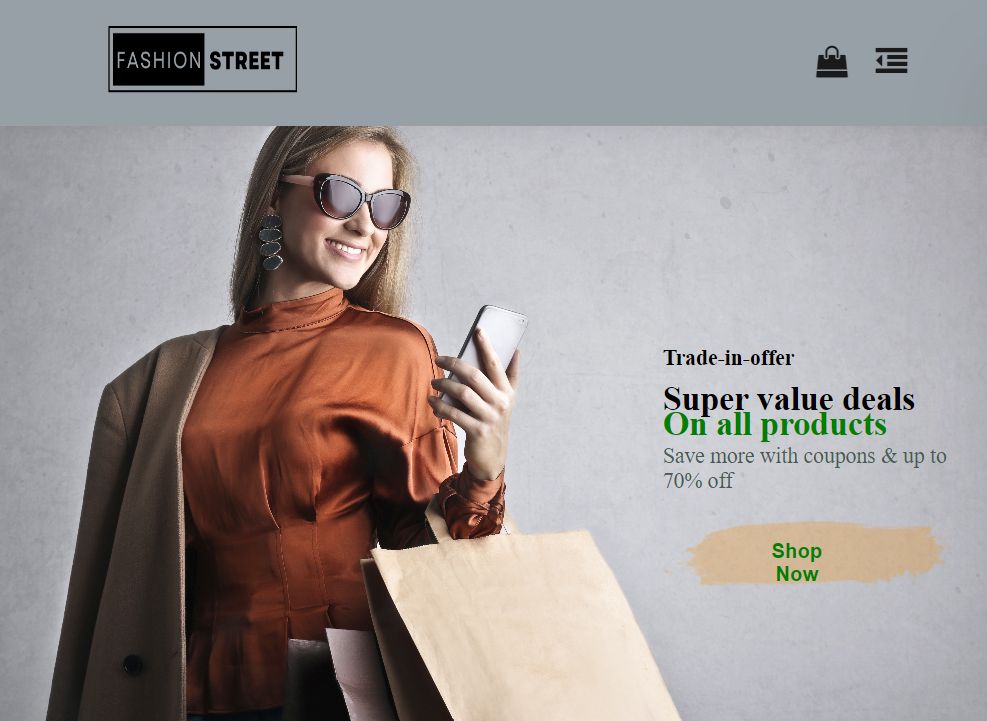 FASHION STREET
Trade-in-offer
Super value deals
On all products
Save more with coupons & up to
70% off
Shop
Now